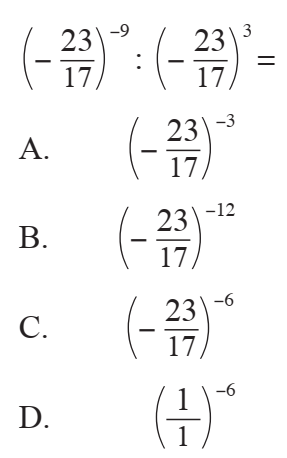 (− 23/17)⁻⁹ : (− 23/17)³ =
A. (− 23/17)⁻³
B. (− 23/17)⁻¹²
C. (− 23/17)⁻⁶
D. (1/1)⁻⁶